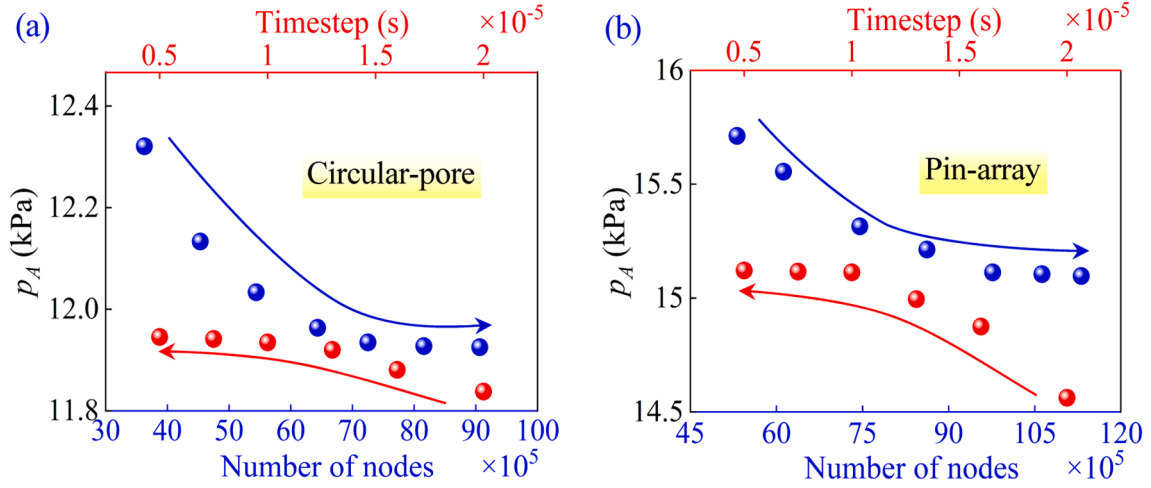 (a)
Timestep (s) ×10⁻⁵
0.5 1 1.5 2
12.4
12.2
12.0
11.8
p_A (kPa)
Circular-pore
30 40 50 60 70 80 90 100
Number of nodes ×10⁵
(b)
Timestep (s) ×10⁻⁵
0.5 1 1.5 2
16
15.5
15
14.5
p_A (kPa)
Pin-array
45 60 75 90 105 120
Number of nodes ×10⁵